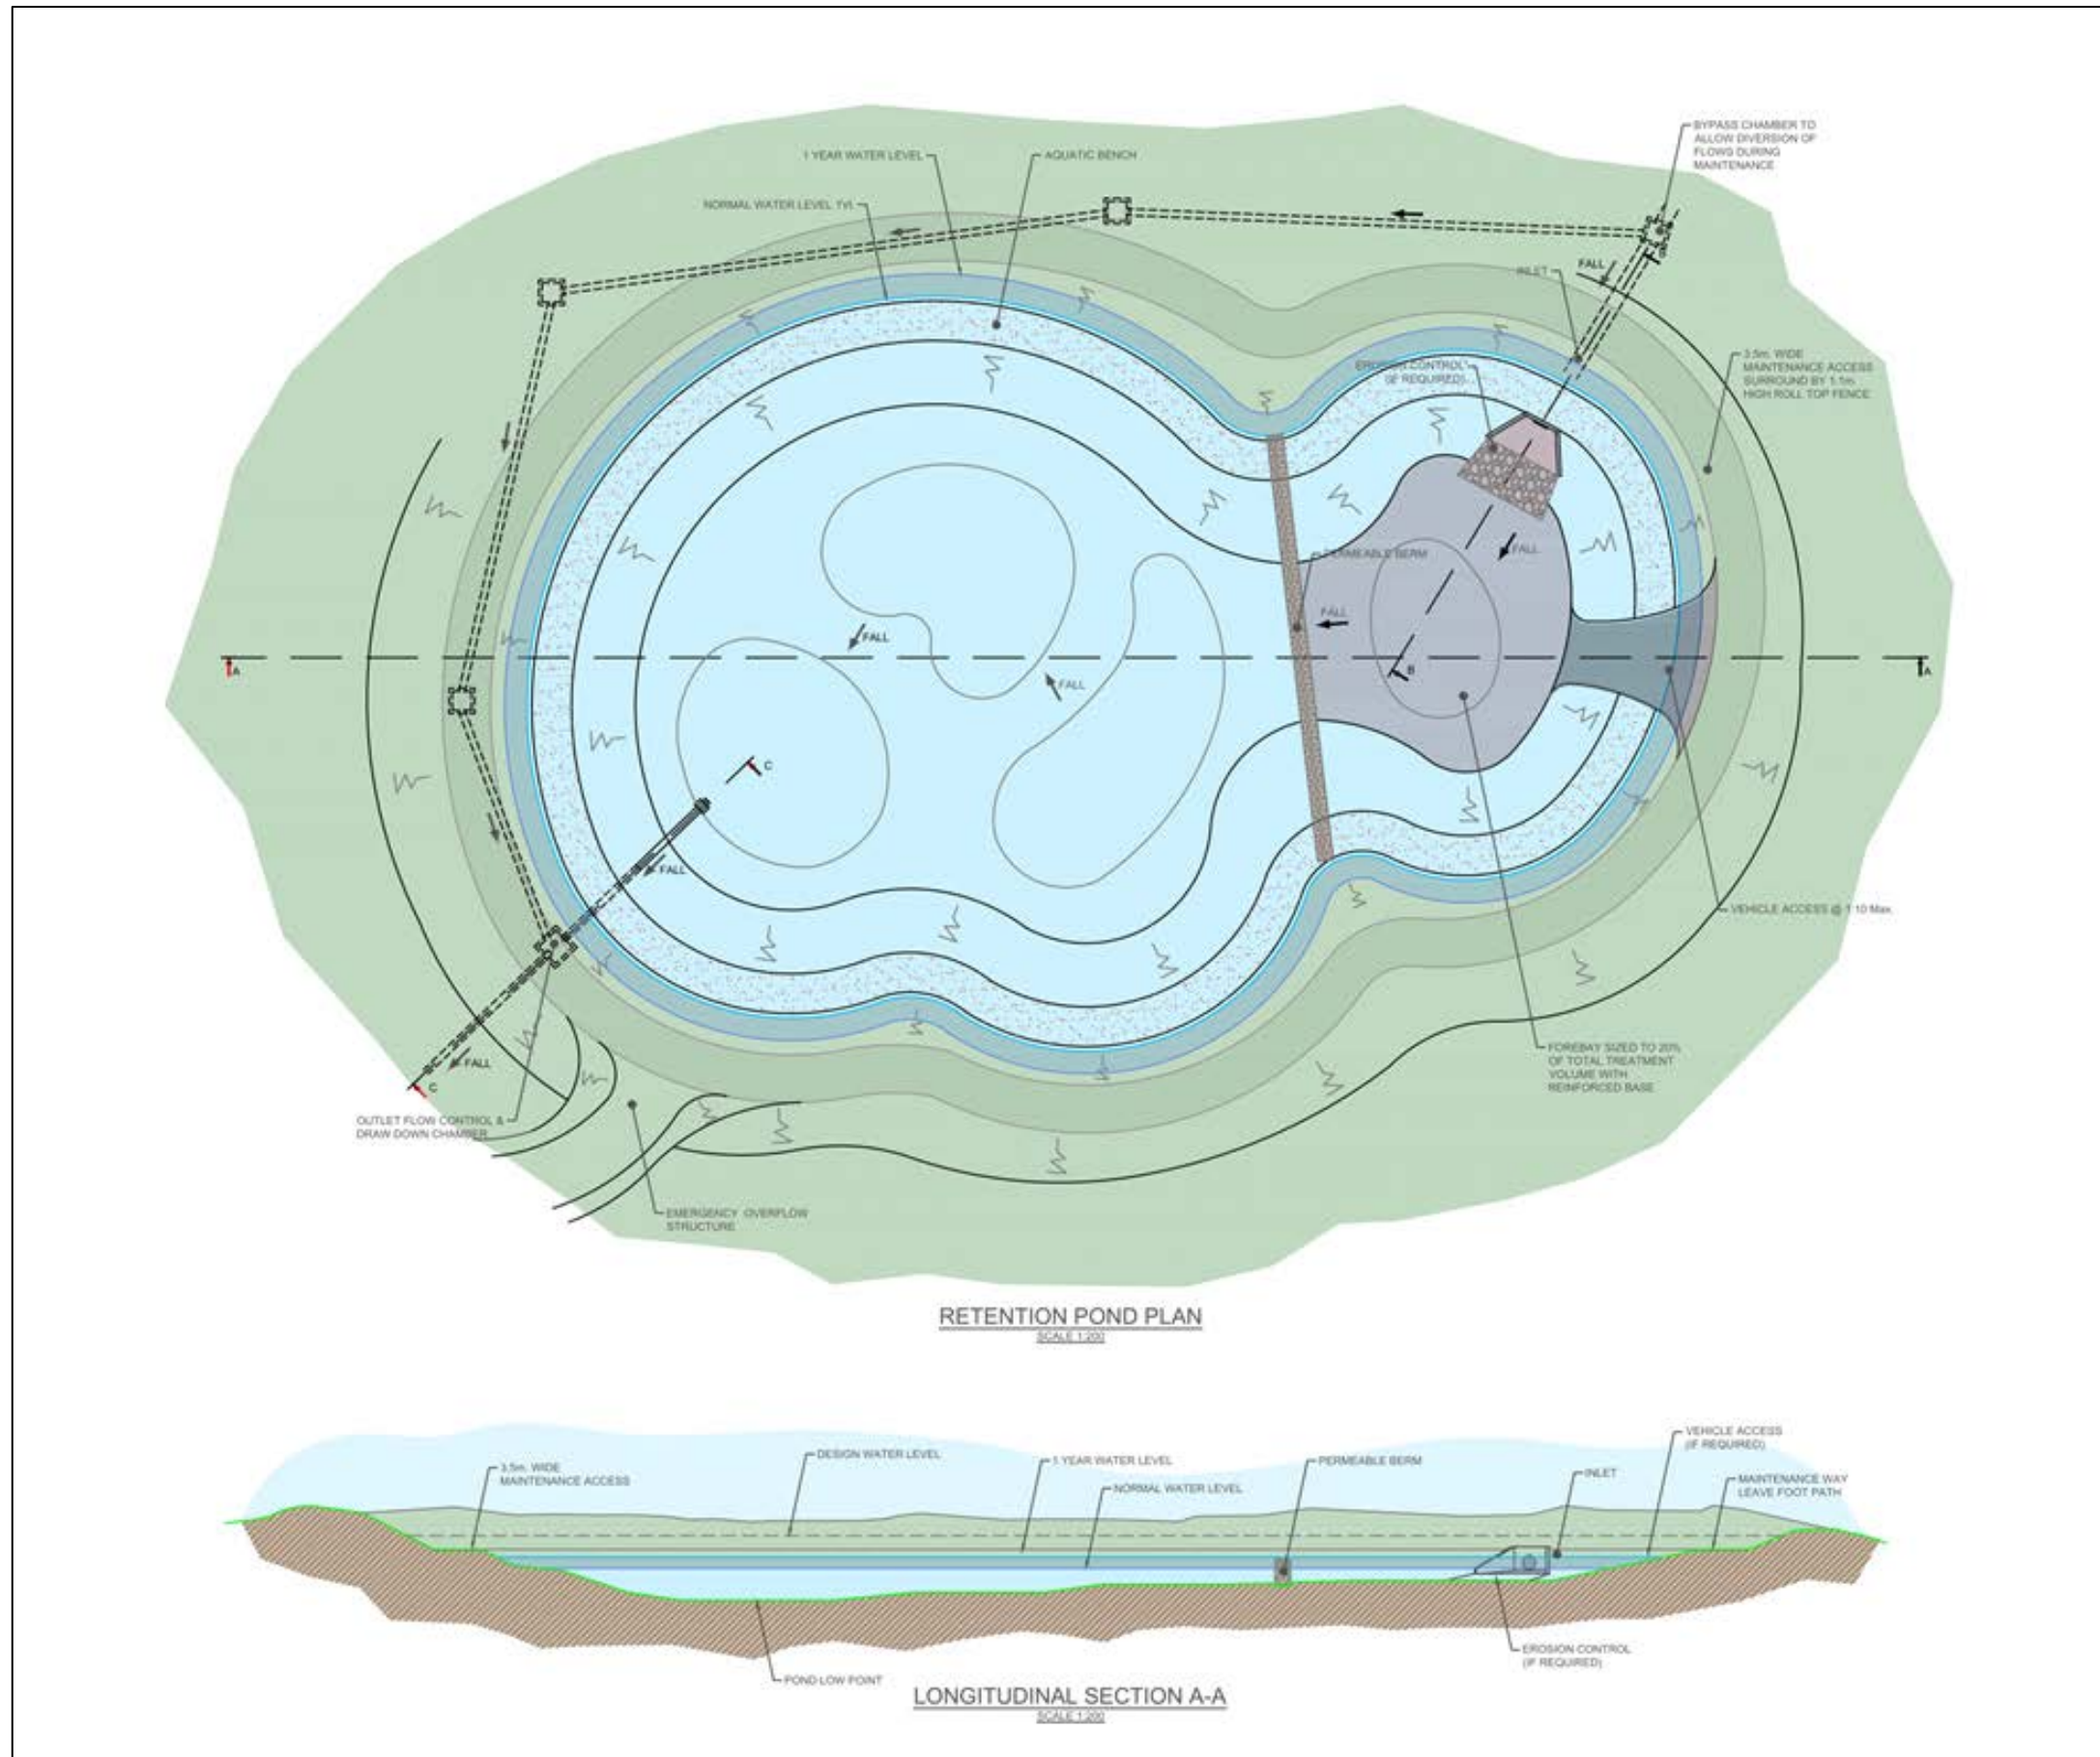 BYPASS CHAMBER TO
ALLOW DIVERSION OF
FLOWS DURING
MAINTENANCE
1 YEAR WATER LEVEL
AQUATIC BENCH
NORMAL WATER LEVEL
INLET
FALL
3.5m. WIDE
MAINTENANCE ACCESS
SURROUND BY 1.1m
HIGH ROLL TOP FENCE
EROSION CONTROL
(IF REQUIRED)
FALL
PERMEABLE BERM
FALL
FALL
FALL
A
B
A
C
FALL
VEHICLE ACCESS @ 1:10 Max.
FOREBAY SIZED TO 20%
OF TOTAL TREATMENT
VOLUME WITH
REINFORCED BASE
FALL
C
OUTLET FLOW CONTROL &
DRAW DOWN CHAMBER
EMERGENCY OVERFLOW
STRUCTURE
RETENTION POND PLAN
SCALE 1:200
3.5m. WIDE
MAINTENANCE ACCESS
DESIGN WATER LEVEL
1 YEAR WATER LEVEL
NORMAL WATER LEVEL
PERMEABLE BERM
INLET
VEHICLE ACCESS
(IF REQUIRED)
MAINTENANCE WAY
LEAVE FOOT PATH
POND LOW POINT
EROSION CONTROL
(IF REQUIRED)
LONGITUDINAL SECTION A-A
SCALE 1:200